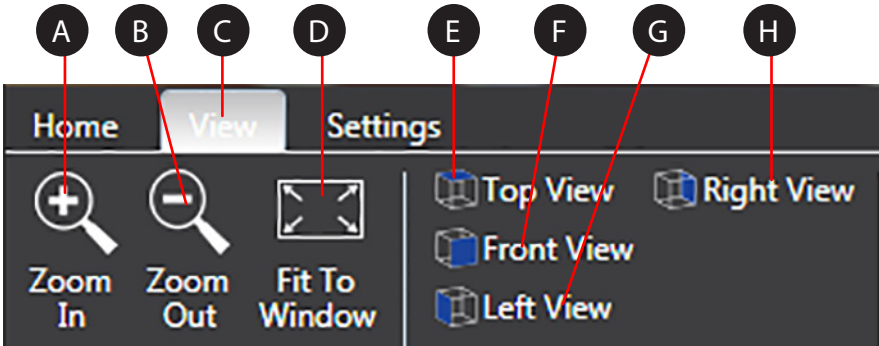 A B C D E F G H
Home View Settings
Top View Right View
Front View
Left View
Zoom In
Zoom Out
Fit To Window